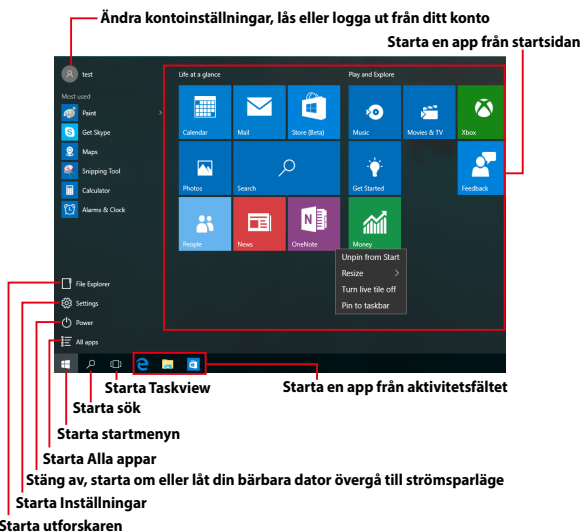 Ändra kontoinställningar, lås eller logga ut från ditt konto
Starta en app från startsidan
test
Most used
Paint
Get Skype
Maps
Snipping Tool
Calculator
Alarms & Clock
File Explorer
Settings
Power
All apps
Life at a glance
Play and Explore
Calendar
Mail
Store (Beta)
Music
Movies & TV
Xbox
Photos
Search
Get Started
Feedback
People
News
OneNote
Money
Unpin from Start
Resize
Turn live tile off
Pin to taskbar
Starta Taskview
Starta en app från aktivitetsfältet
Starta sök
Starta startmenyn
Starta Alla appar
Stäng av, starta om eller låt din bärbara dator övergå till strömsparläge
Starta Inställningar
Starta utforskaren